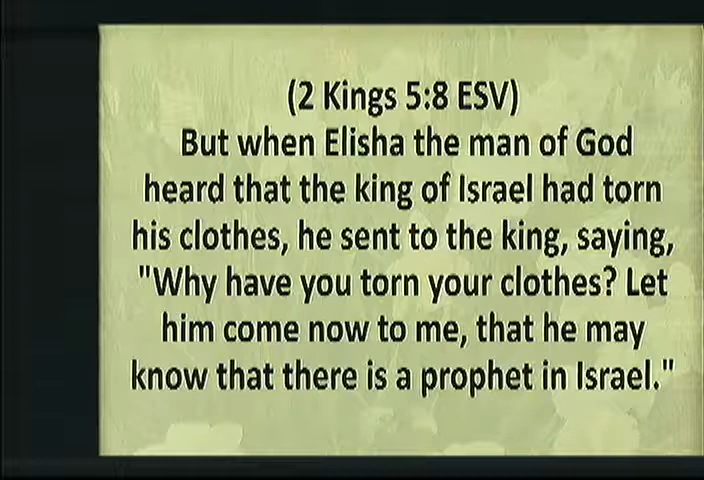 (2 Kings 5:8 ESV)
But when Elisha the man of God
heard that the king of Israel had torn
his clothes, he sent to the king, saying,
"Why have you torn your clothes? Let
him come now to me, that he may
know that there is a prophet in Israel."